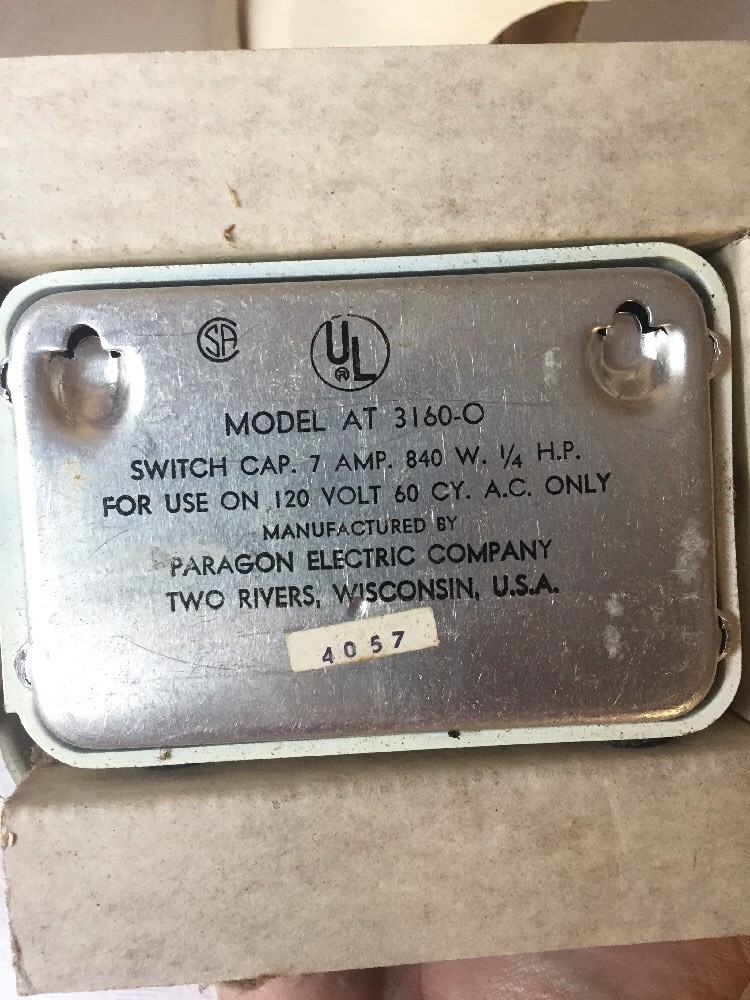 SA
UL
®
MODEL AT 3160-O
SWITCH CAP. 7 AMP. 840 W. ¼ H.P.
FOR USE ON 120 VOLT 60 CY. A.C. ONLY
MANUFACTURED BY
PARAGON ELECTRIC COMPANY
TWO RIVERS, WISCONSIN, U.S.A.
4057